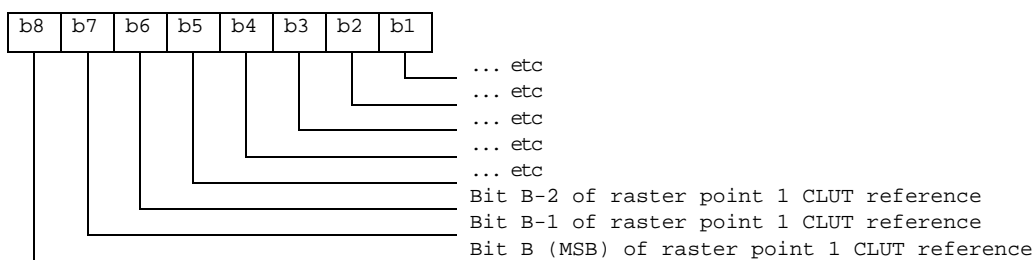 b8 b7 b6 b5 b4 b3 b2 b1
... etc
... etc
... etc
... etc
... etc
Bit B-2 of raster point 1 CLUT reference
Bit B-1 of raster point 1 CLUT reference
Bit B (MSB) of raster point 1 CLUT reference